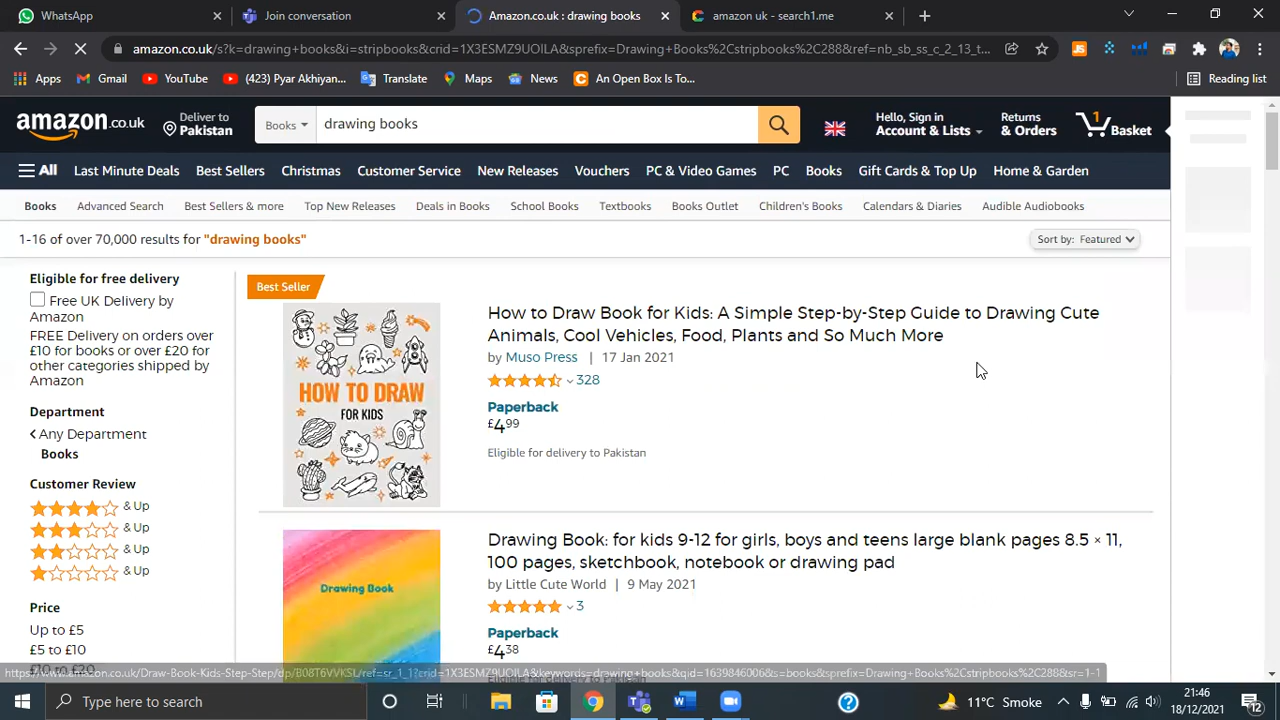 WhatsApp
Join conversation
Amazon.co.uk : drawing books
amazon uk - search1.me
amazon.co.uk/s?k=drawing+books&i=stripbooks&crid=1X3ESMZ9UOILA&sprefix=Drawing+Books%2Cstripbooks%2C288&ref=nb_sb_ss_c_2_13_t...
Apps
Gmail
YouTube
(423) Pyar Akhiyan...
Translate
Maps
News
An Open Box Is To...
Reading list
amazon.co.uk
Deliver to
Pakistan
Books
drawing books
Hello, Sign in
Account & Lists
Returns
& Orders
1
Basket
All
Last Minute Deals
Best Sellers
Christmas
Customer Service
New Releases
Vouchers
PC & Video Games
PC
Books
Gift Cards & Top Up
Home & Garden
Books
Advanced Search
Best Sellers & more
Top New Releases
Deals in Books
School Books
Textbooks
Books Outlet
Children's Books
Calendars & Diaries
Audible Audiobooks
1-16 of over 70,000 results for "drawing books"
Sort by: Featured
Eligible for free delivery
Free UK Delivery by
Amazon
FREE Delivery on orders over
£10 for books or over £20 for
other categories shipped by
Amazon
Department
Any Department
Books
Customer Review
& Up
& Up
& Up
& Up
Price
Up to £5
£5 to £10
£10 to £20
Best Seller
HOW TO DRAW
FOR KIDS
How to Draw Book for Kids: A Simple Step-by-Step Guide to Drawing Cute
Animals, Cool Vehicles, Food, Plants and So Much More
by Muso Press | 17 Jan 2021
328
Paperback
£4.99
Eligible for delivery to Pakistan
Drawing Book
Drawing Book: for kids 9-12 for girls, boys and teens large blank pages 8.5 × 11,
100 pages, sketchbook, notebook or drawing pad
by Little Cute World | 9 May 2021
3
Paperback
£4.38
Eligible for delivery to Pakistan
https://www.amazon.co.uk/Draw-Book-Kids-Step-Step/dp/B08T6VVKSL/ref=sr_1_1?crid=1X3ESMZ9UOILA&keywords=drawing+books&qid=1639846006&s=books&sprefix=Drawing+Books%2Cstripbooks%2C288&sr=1-1
Type here to search
11°C Smoke
21:46
18/12/2021
12